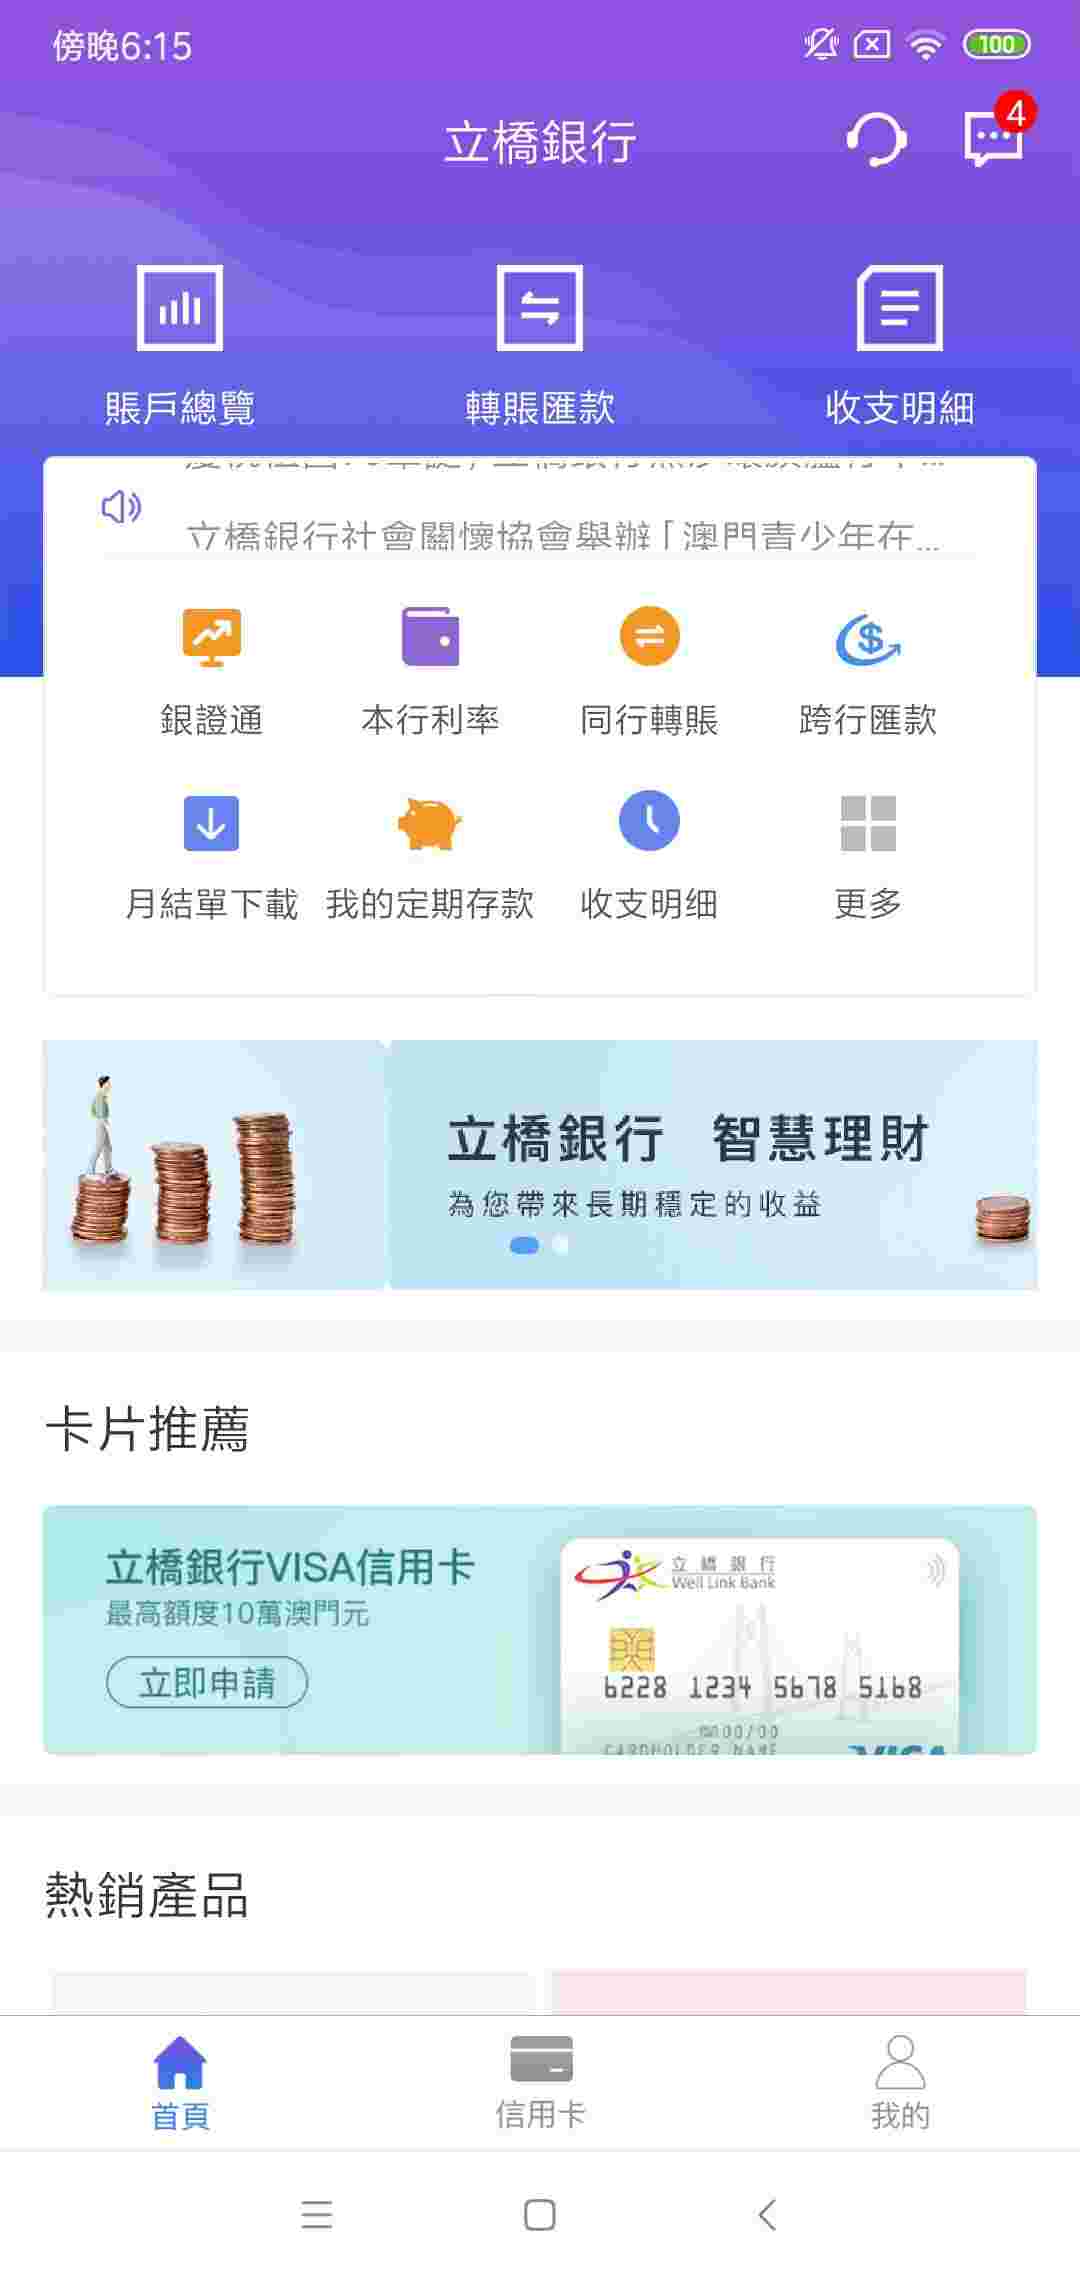 傍晚6:15
100
立橋銀行
4
賬戶總覽
轉賬匯款
收支明細
立橋銀行社會關懷協會舉辦「澳門青少年在...
銀證通
本行利率
同行轉賬
跨行匯款
月結單下載
我的定期存款
收支明细
更多
立橋銀行 智慧理財
為您帶來長期穩定的收益
卡片推薦
立橋銀行VISA信用卡
最高額度10萬澳門元
立即申請
立橋銀行
Well Link Bank
6228 1234 5678 5168
00/00
CARDHOLDER NAME
VISA
熱銷產品
首頁
信用卡
我的